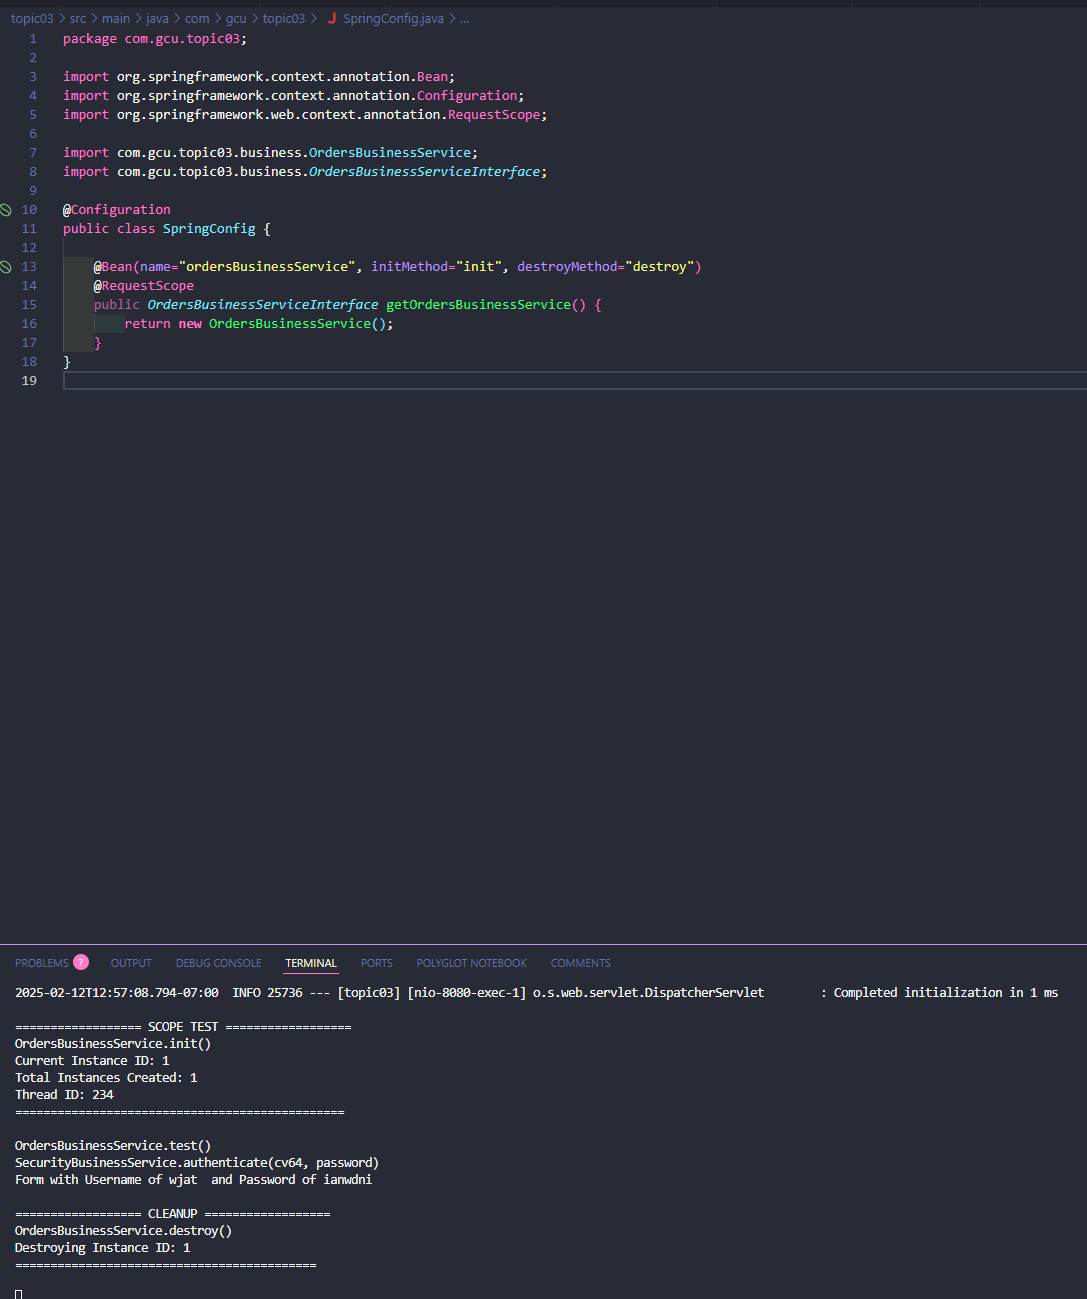 topic03 > src > main > java > com > gcu > topic03 > J SpringConfig.java > ...
1 package com.gcu.topic03;
2
3 import org.springframework.context.annotation.Bean;
4 import org.springframework.context.annotation.Configuration;
5 import org.springframework.web.context.annotation.RequestScope;
6
7 import com.gcu.topic03.business.OrdersBusinessService;
8 import com.gcu.topic03.business.OrdersBusinessServiceInterface;
9
10 @Configuration
11 public class SpringConfig {
12
13     @Bean(name="ordersBusinessService", initMethod="init", destroyMethod="destroy")
14     @RequestScope
15     public OrdersBusinessServiceInterface getOrdersBusinessService() {
16         return new OrdersBusinessService();
17     }
18 }
19
PROBLEMS 7 OUTPUT DEBUG CONSOLE TERMINAL PORTS POLYGLOT NOTEBOOK COMMENTS
2025-02-12T12:57:08.794-07:00  INFO 25736 --- [topic03] [nio-8080-exec-1] o.s.web.servlet.DispatcherServlet        : Completed initialization in 1 ms
================== SCOPE TEST ==================
OrdersBusinessService.init()
Current Instance ID: 1
Total Instances Created: 1
Thread ID: 234
===============================================
OrdersBusinessService.test()
SecurityBusinessService.authenticate(cv64, password)
Form with Username of wjat  and Password of ianwdni
================== CLEANUP ==================
OrdersBusinessService.destroy()
Destroying Instance ID: 1
===========================================